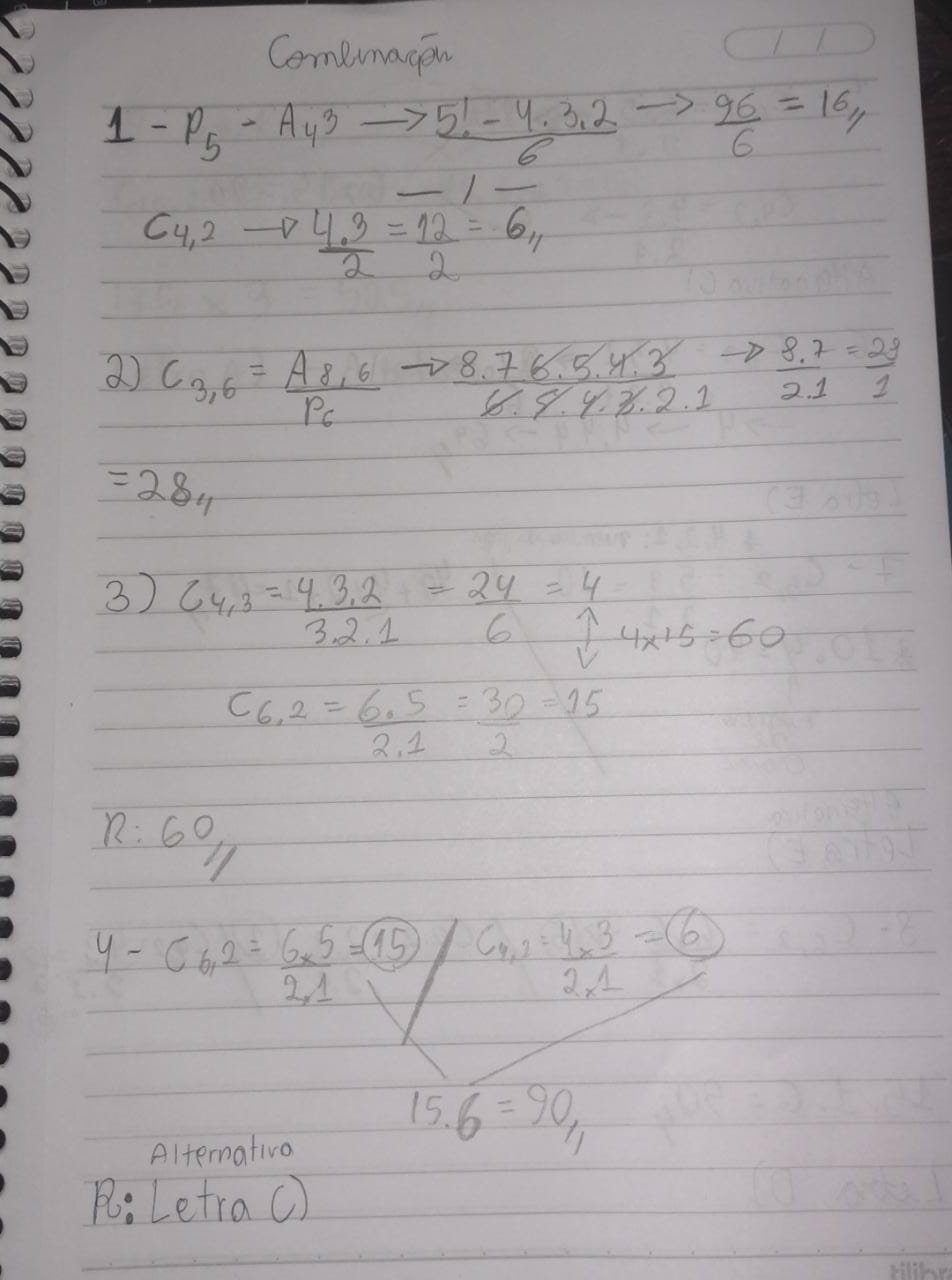 Combinação
1 - P5 - A43 → 5! - 4.3.2 / 6 → 96/6 = 16,,
— / —
C4,2 → 4.3/2 = 12/2 = 6,,
2) C3,6 = A8,6/P6 → 8.7.6.5.4.3 / 6.5.4.3.2.1 → 8.7/2.1 = 28/1
= 28,,
3) C4,3 = 4.3.2/3.2.1 = 24/6 = 4
↕ 4x15 = 60
C6,2 = 6.5/2.1 = 30/2 = 15
R: 60,,
4 - C6,2 = 6x5/2x1 = 15 / C4,2 = 4x3/2x1 = 6
15.6 = 90,,
Alternativa
R: Letra C)